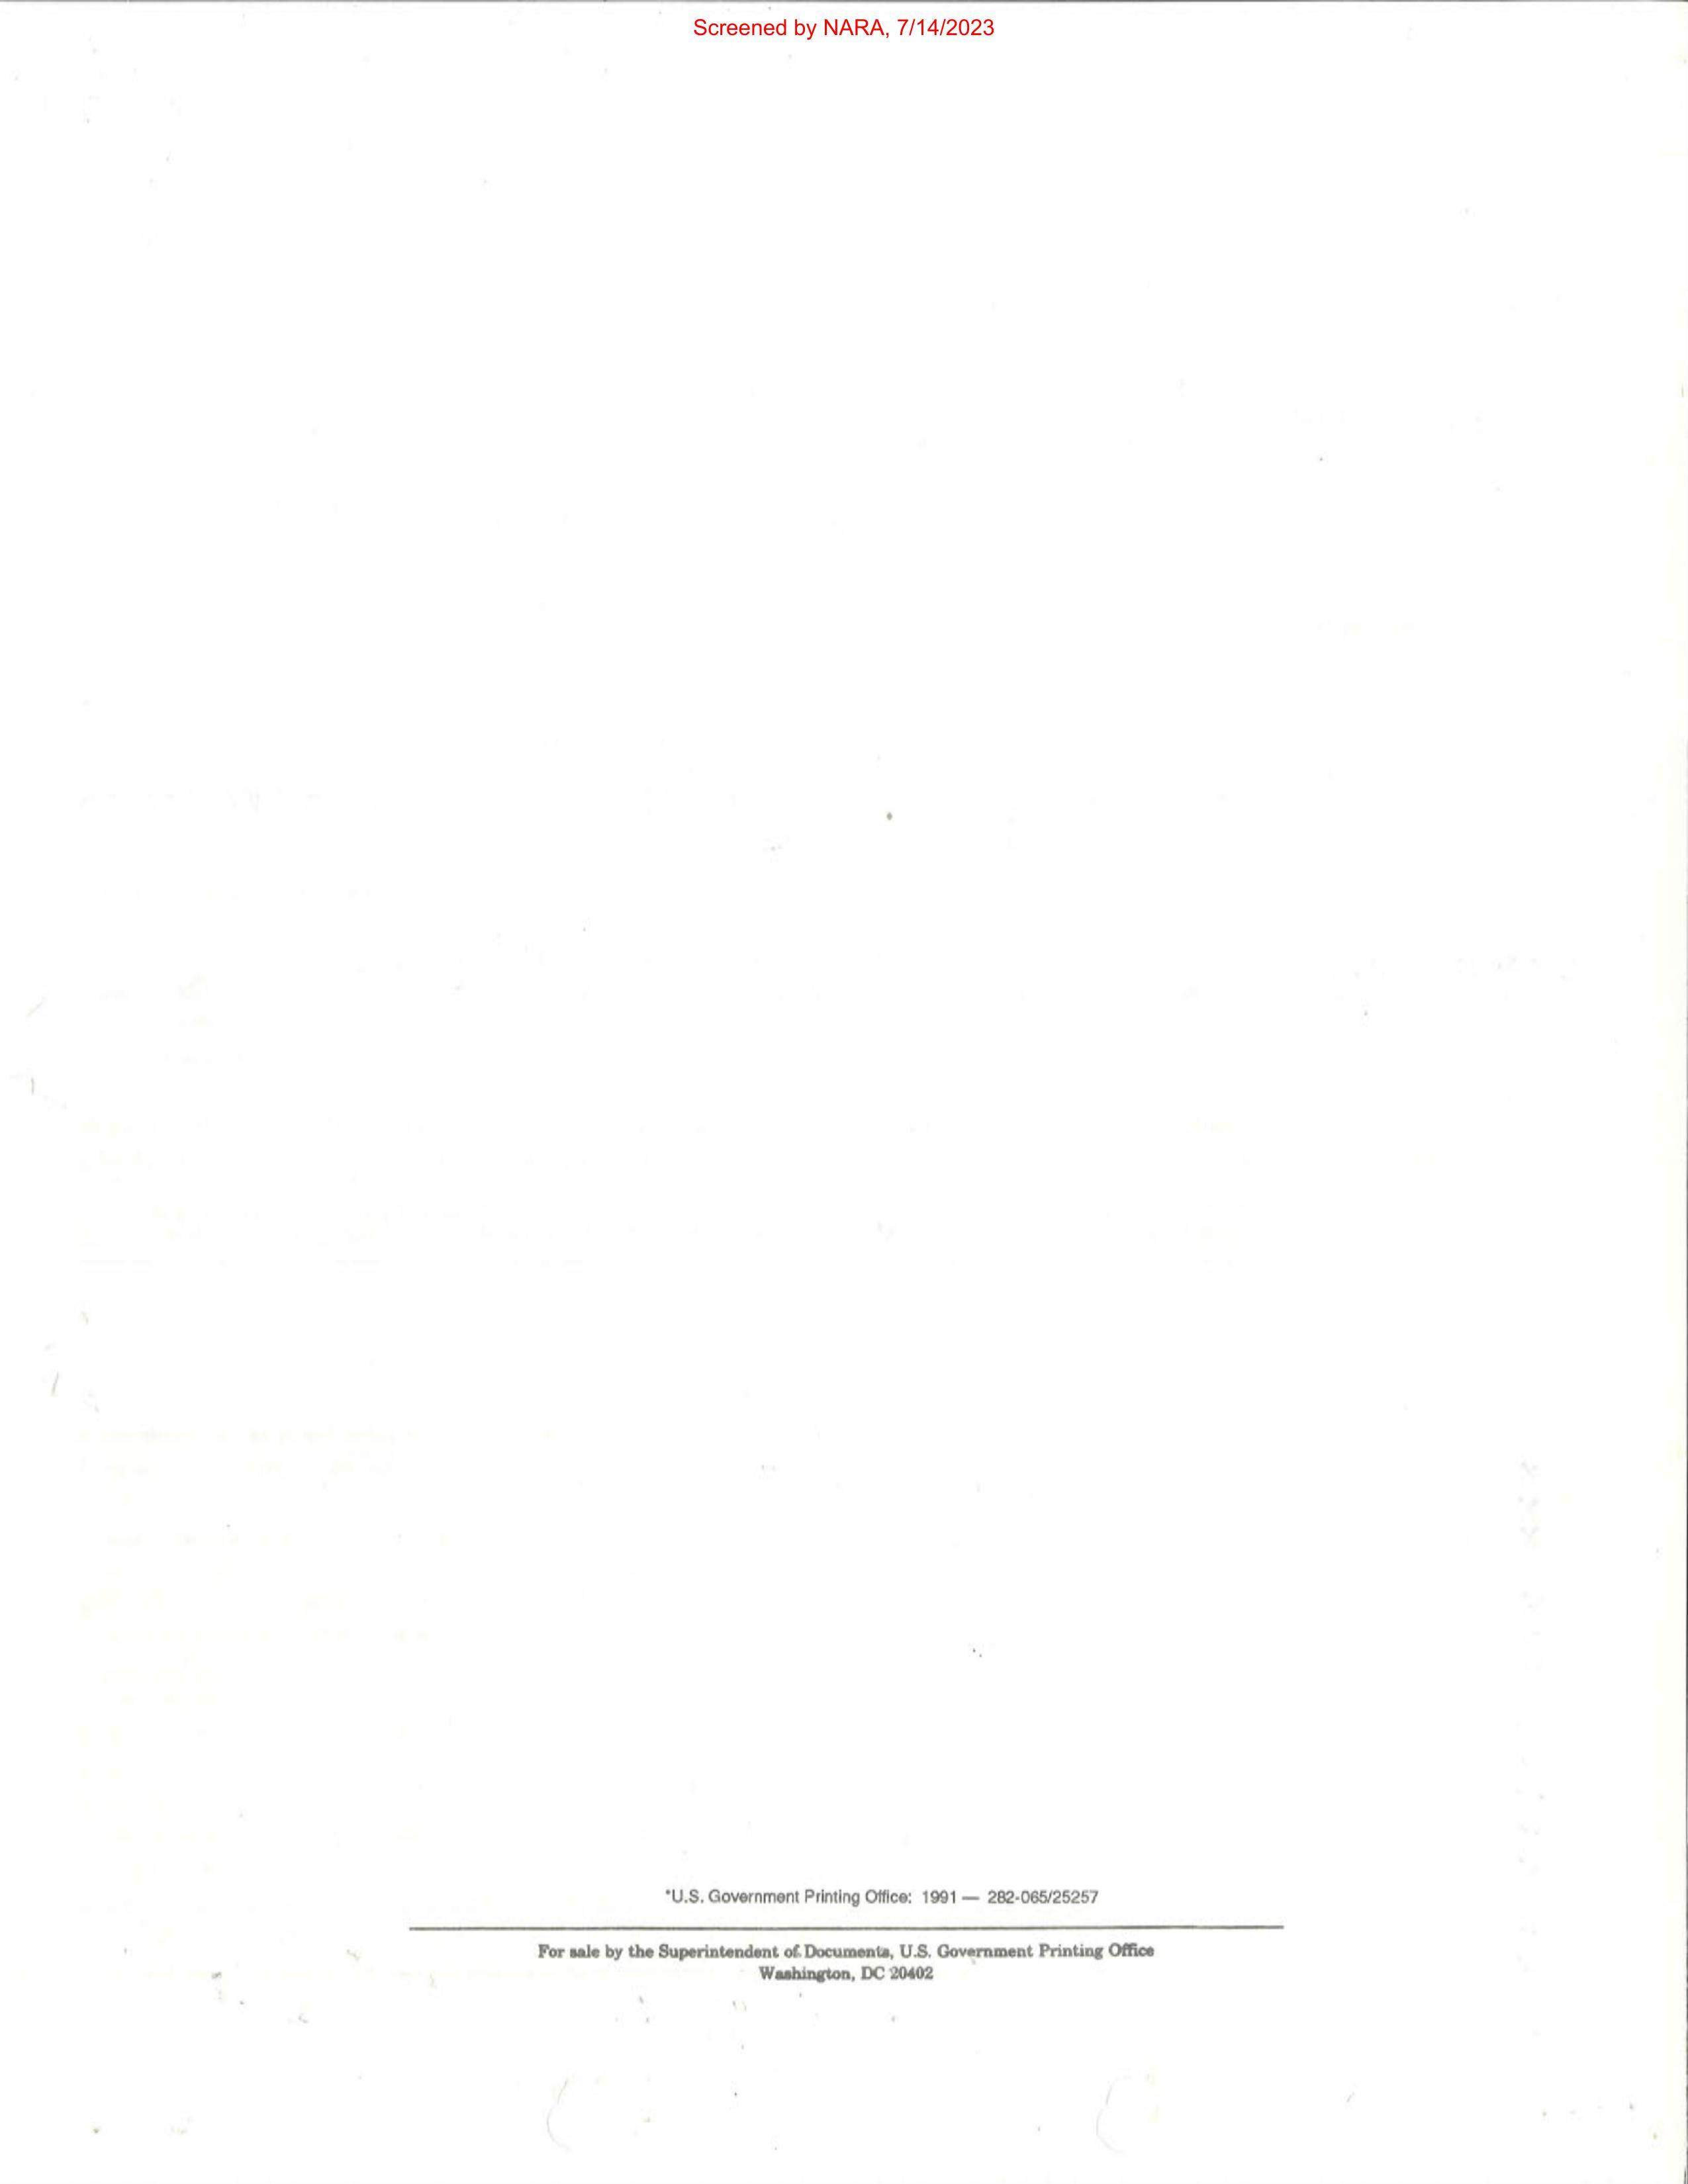 Screened by NARA, 7/14/2023
*U.S. Government Printing Office: 1991 — 282-065/25257
For sale by the Superintendent of Documents, U.S. Government Printing Office
Washington, DC 20402